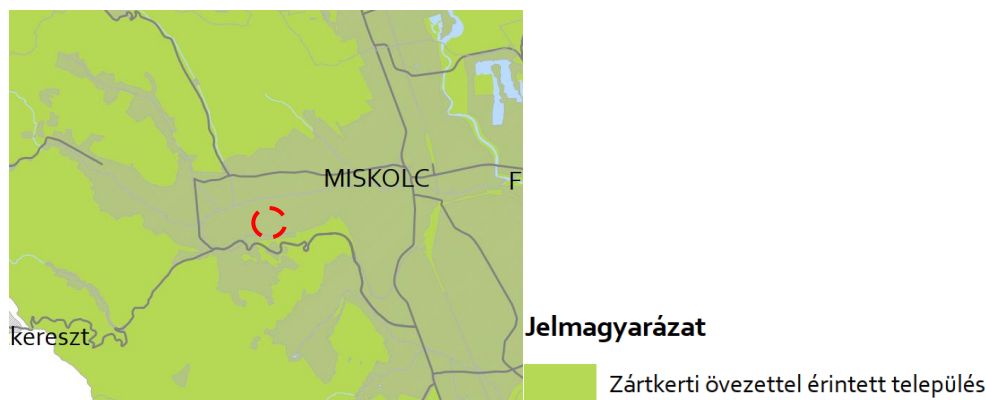 MISKOLC
F
kereszt
Jelmagyarázat
Zártkerti övezettel érintett település